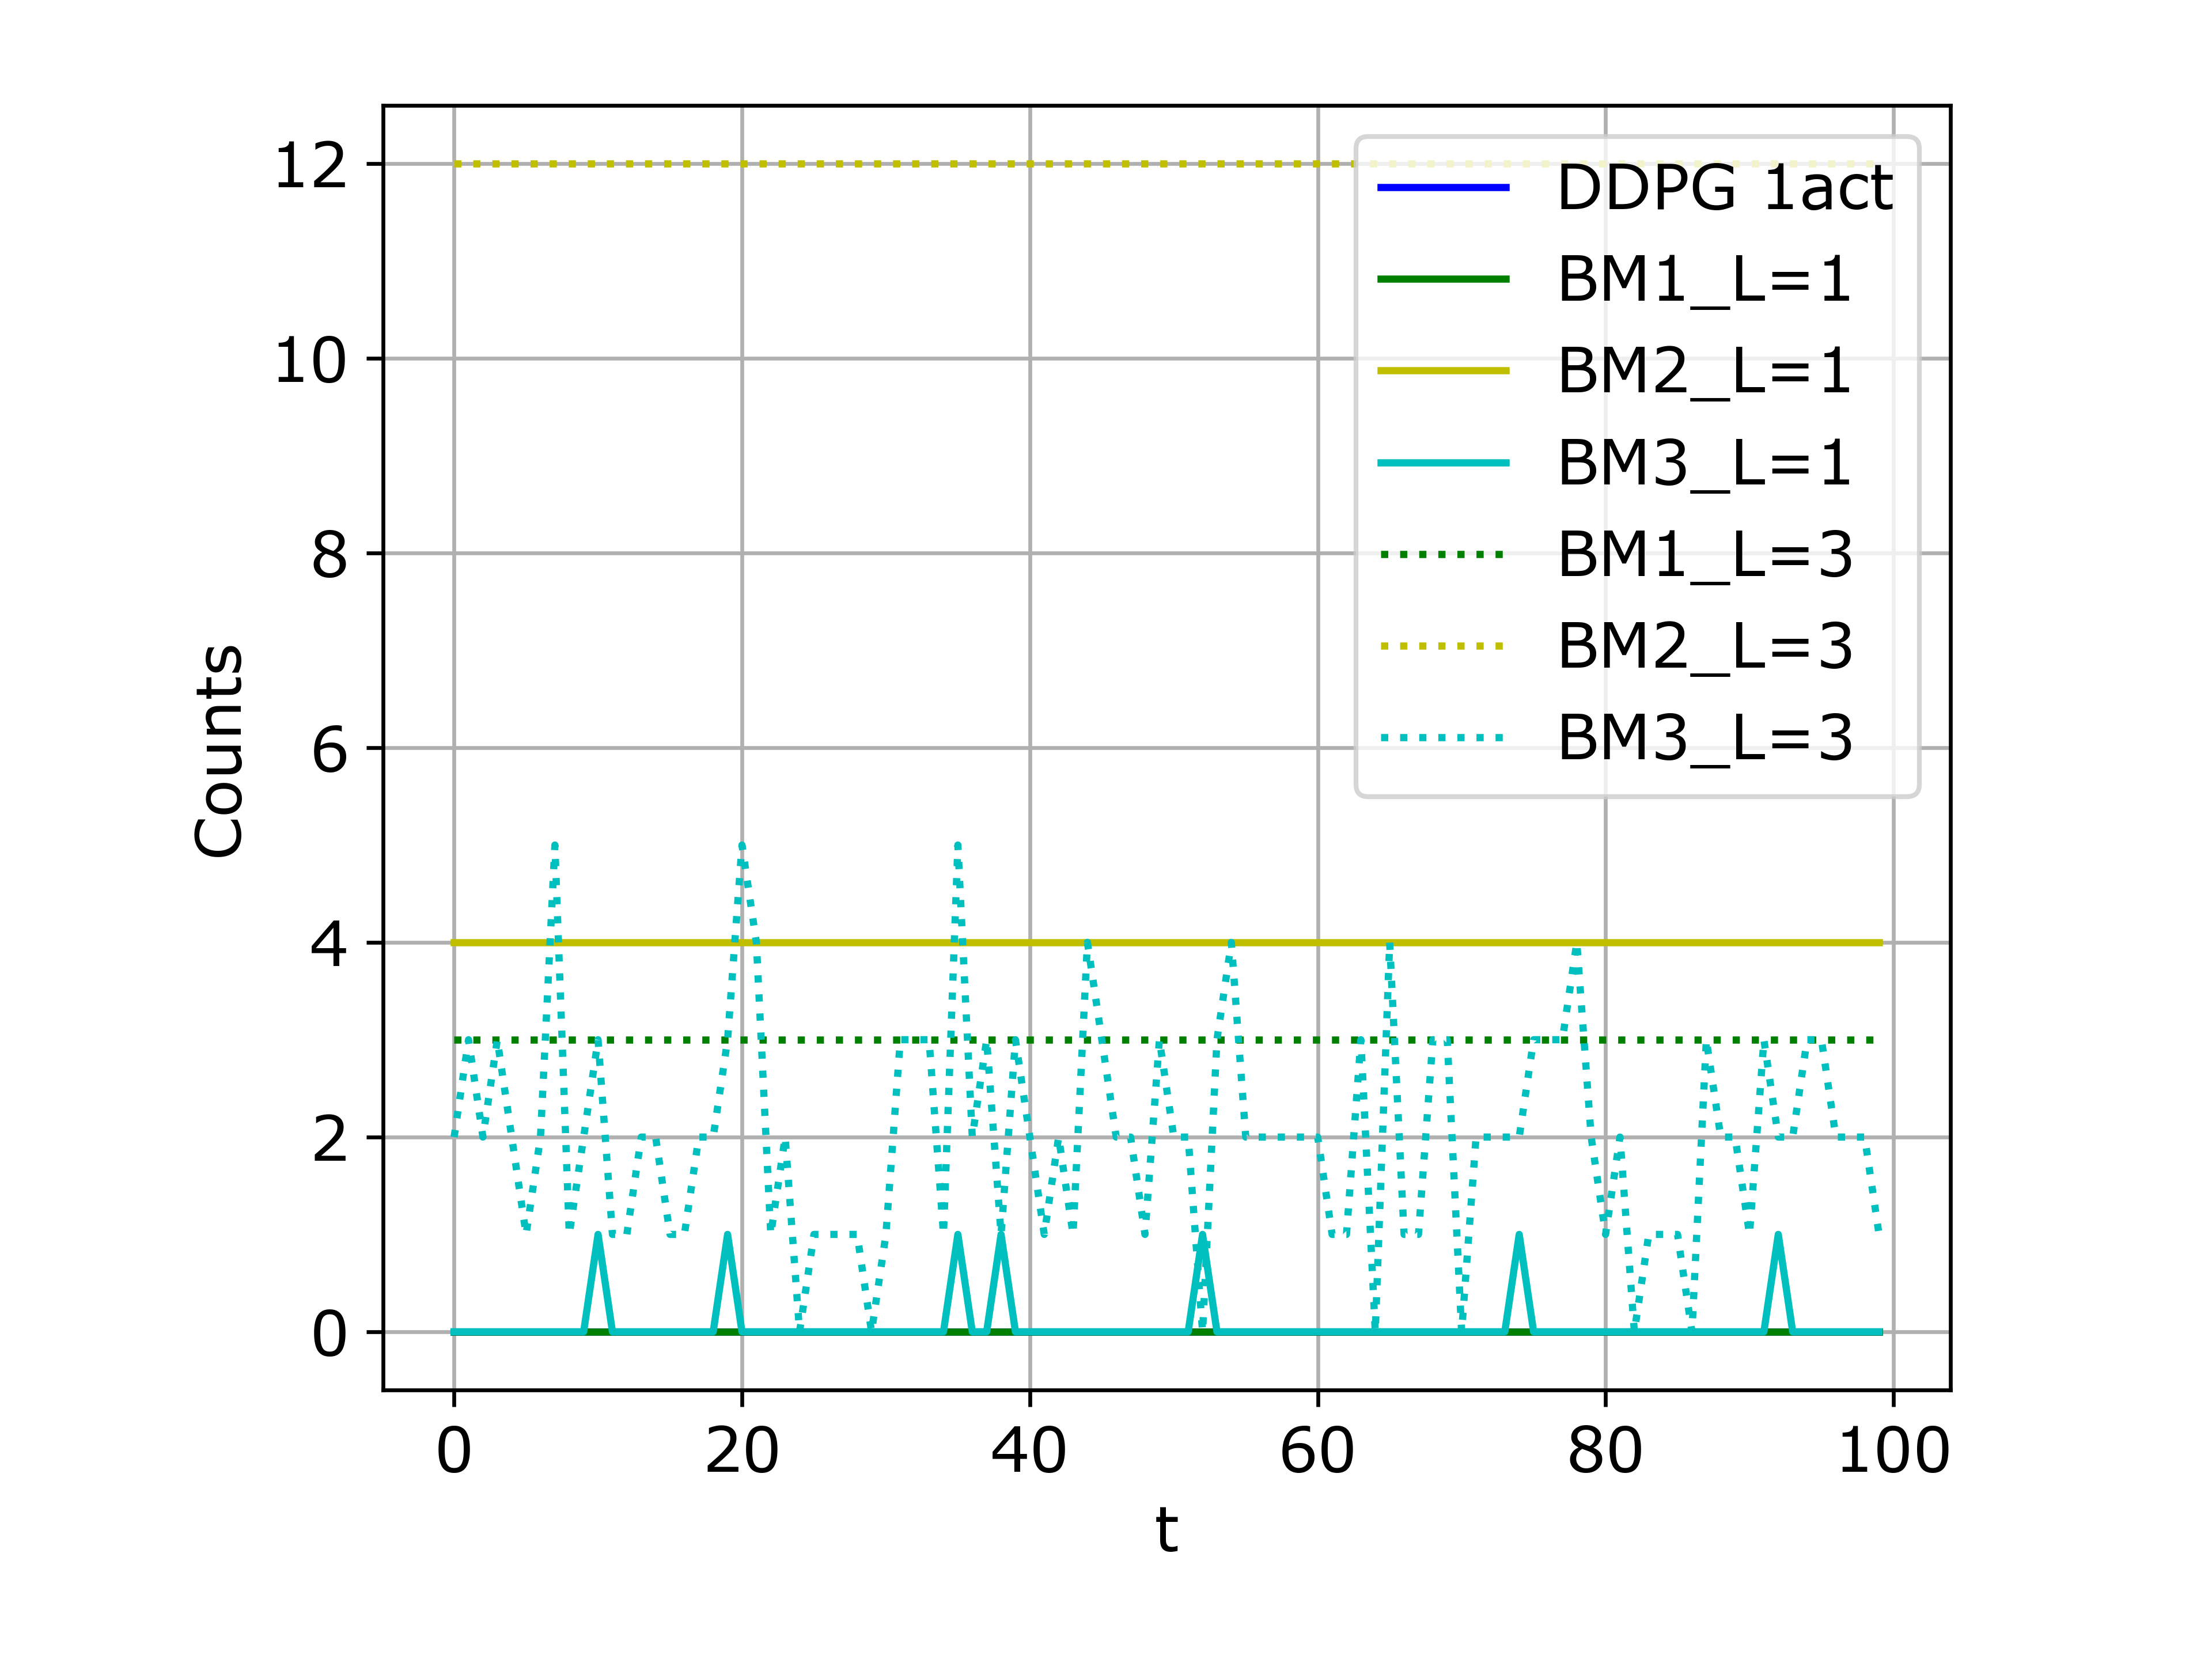 12
10
8
6
4
2
0
Counts
0 20 40 60 80 100
t
DDPG 1act
BM1_L=1
BM2_L=1
BM3_L=1
BM1_L=3
BM2_L=3
BM3_L=3